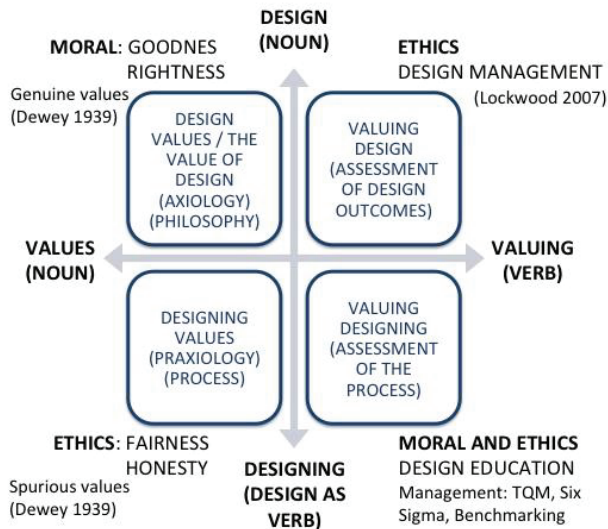 DESIGN
(NOUN)
MORAL: GOODNES
RIGHTNESS
Genuine values
(Dewey 1939)
ETHICS
DESIGN MANAGEMENT
(Lockwood 2007)
DESIGN
VALUES / THE
VALUE OF
DESIGN
(AXIOLOGY)
(PHILOSOPHY)
VALUING
DESIGN
(ASSESSMENT
OF DESIGN
OUTCOMES)
VALUES
(NOUN)
VALUING
(VERB)
DESIGNING
VALUES
(PRAXIOLOGY)
(PROCESS)
VALUING
DESIGNING
(ASSESSMENT
OF THE
PROCESS)
ETHICS: FAIRNESS
HONESTY
Spurious values
(Dewey 1939)
DESIGNING
(DESIGN AS
VERB)
MORAL AND ETHICS
DESIGN EDUCATION
Management: TQM, Six
Sigma, Benchmarking